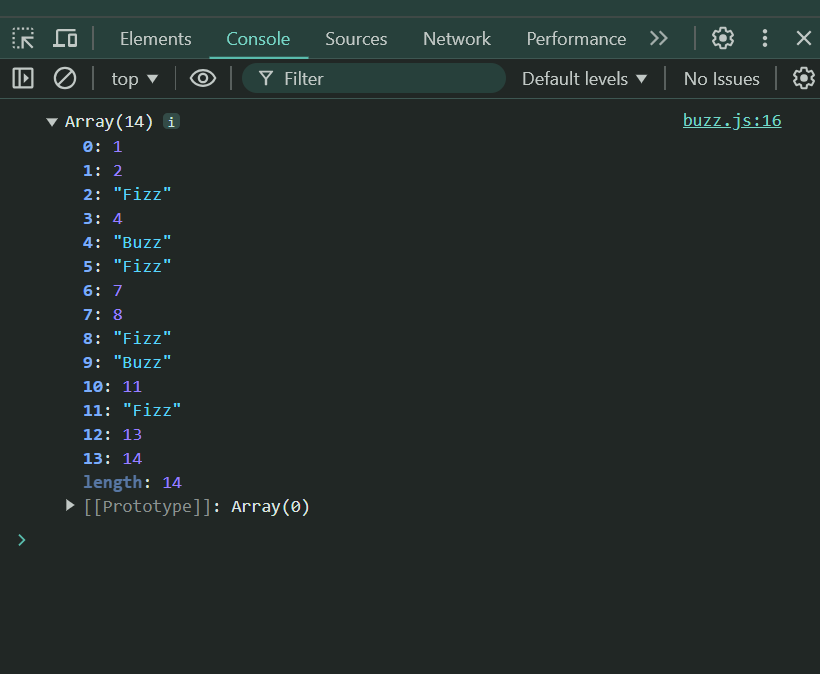 Elements Console Sources Network Performance
top Filter Default levels No Issues
Array(14) i buzz.js:16
0: 1
1: 2
2: "Fizz"
3: 4
4: "Buzz"
5: "Fizz"
6: 7
7: 8
8: "Fizz"
9: "Buzz"
10: 11
11: "Fizz"
12: 13
13: 14
length: 14
[[Prototype]]: Array(0)